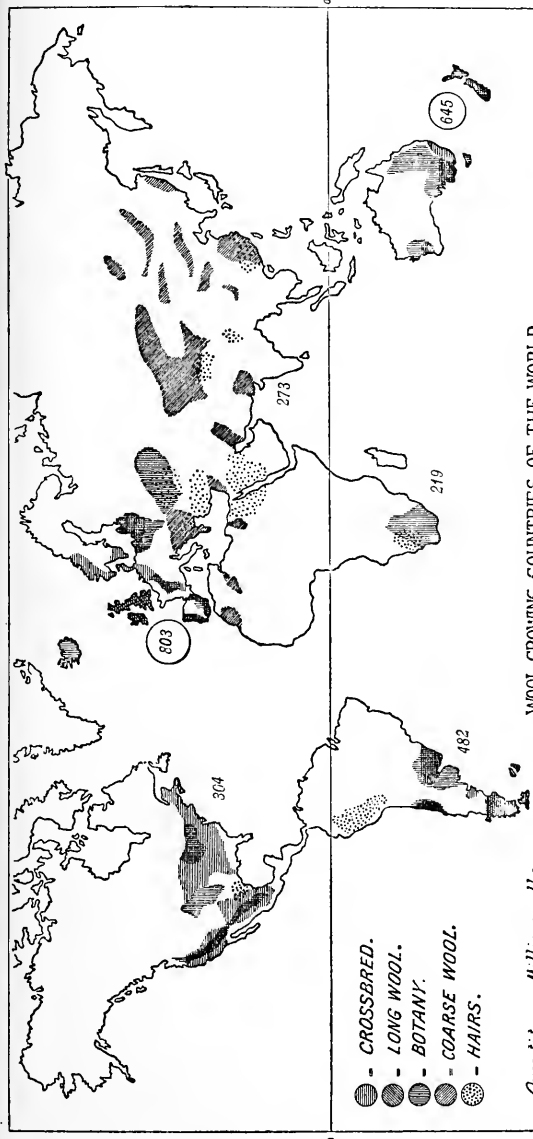 304
803
273
645
219
482
- CROSSBRED.
- LONG WOOL.
- BOTANY.
- COARSE WOOL.
- HAIRS.
WOOL GROWING COUNTRIES OF THE WORLD